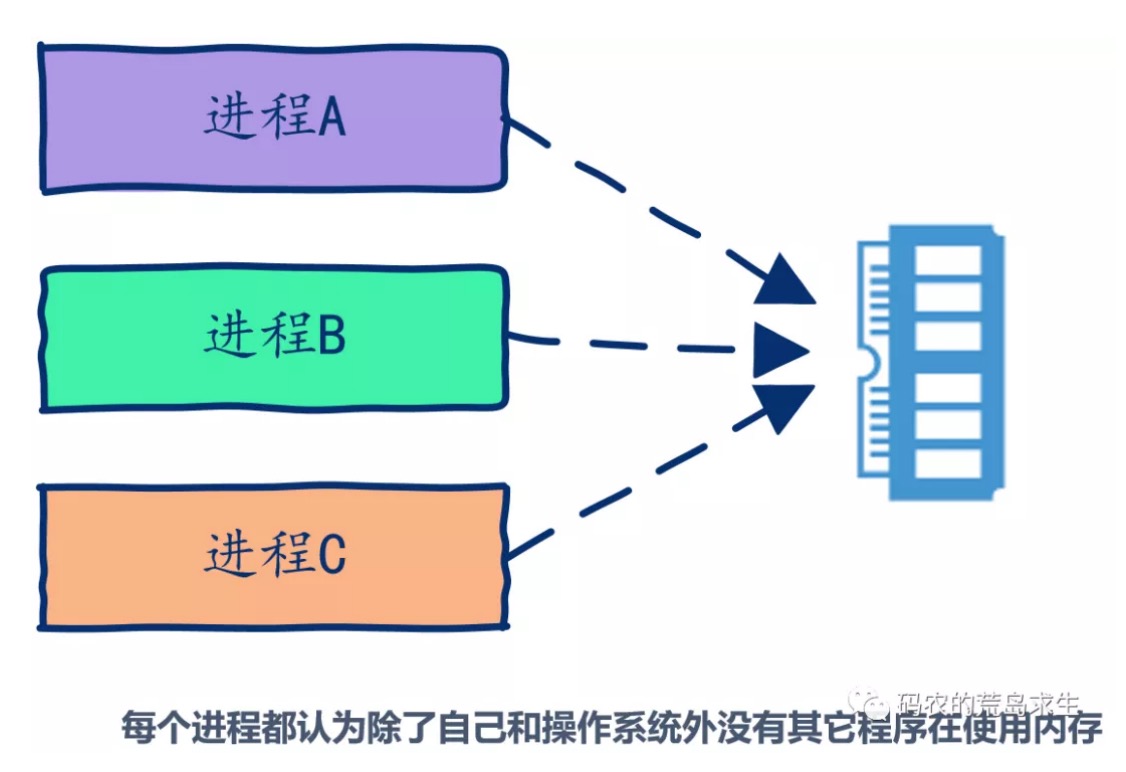 进程A
进程B
进程C
码农的荒岛求生
每个进程都认为除了自己和操作系统外没有其它程序在使用内存